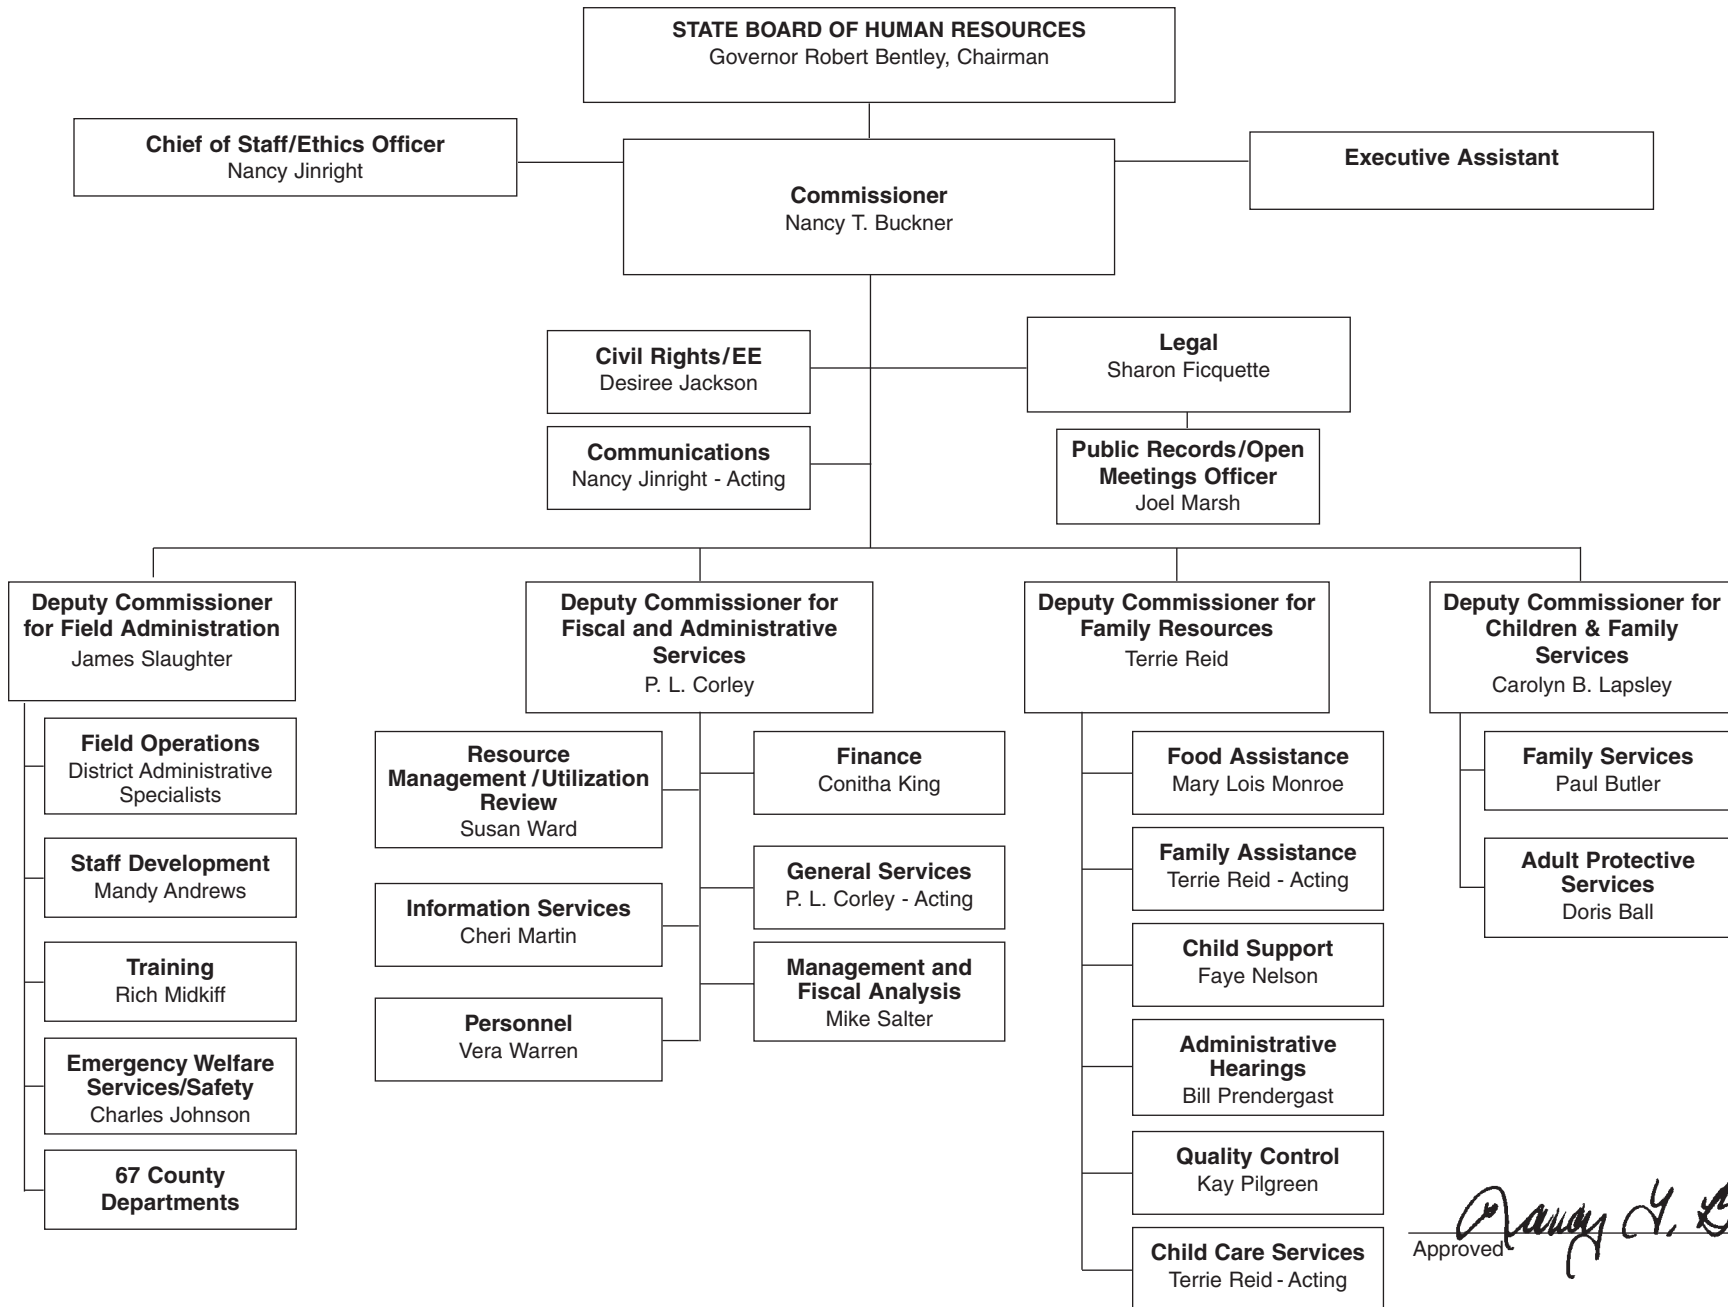 STATE BOARD OF HUMAN RESOURCES
Governor Robert Bentley, Chairman
Chief of Staff/Ethics Officer
Nancy Jinright
Commissioner
Nancy T. Buckner
Executive Assistant
Civil Rights/EE
Desiree Jackson
Legal
Sharon Ficquette
Communications
Nancy Jinright - Acting
Public Records/Open
Meetings Officer
Joel Marsh
Deputy Commissioner
for Field Administration
James Slaughter
Field Operations
District Administrative
Specialists
Staff Development
Mandy Andrews
Training
Rich Midkiff
Emergency Welfare
Services/Safety
Charles Johnson
67 County
Departments
Deputy Commissioner for
Fiscal and Administrative
Services
P. L. Corley
Resource
Management/Utilization
Review
Susan Ward
Information Services
Cheri Martin
Personnel
Vera Warren
Finance
Conitha King
General Services
P. L. Corley - Acting
Management and
Fiscal Analysis
Mike Salter
Deputy Commissioner for
Family Resources
Terrie Reid
Food Assistance
Mary Lois Monroe
Family Assistance
Terrie Reid - Acting
Child Support
Faye Nelson
Administrative
Hearings
Bill Prendergast
Quality Control
Kay Pilgreen
Child Care Services
Terrie Reid - Acting
Deputy Commissioner for
Children & Family
Services
Carolyn B. Lapsley
Family Services
Paul Butler
Adult Protective
Services
Doris Ball
Nancy T. B
Approved